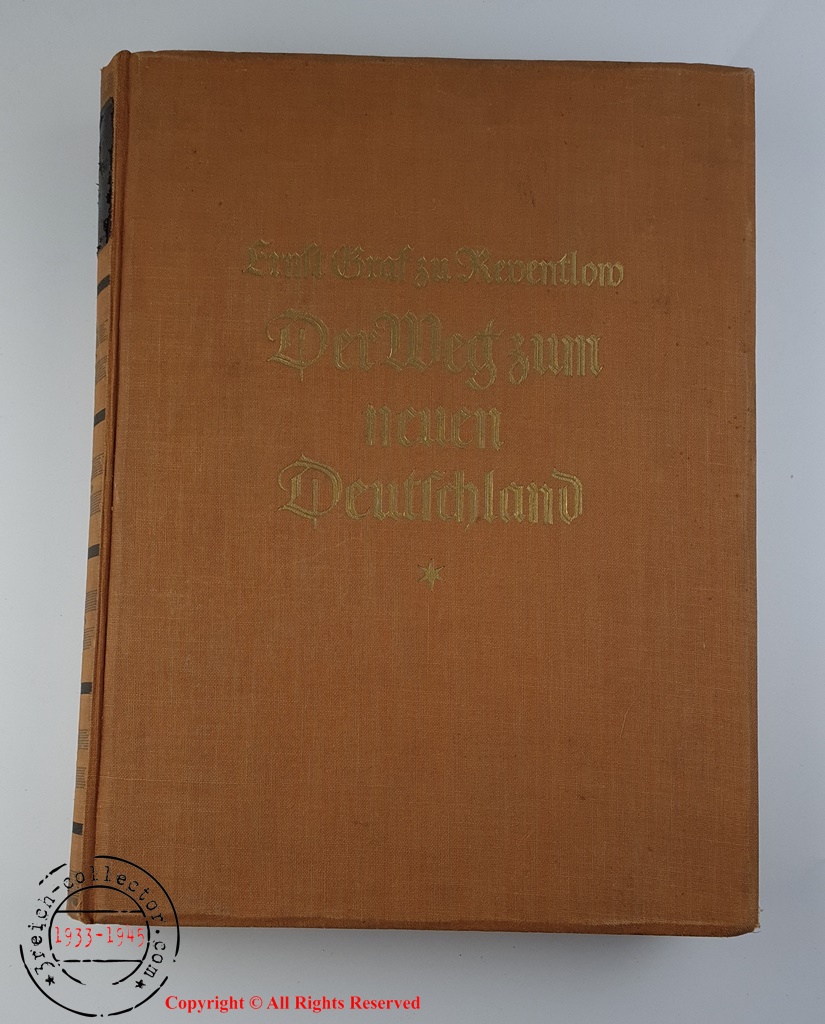 Ernst Graf zu Reventlow
Der Weg zum
neuen
Deutschland
3reich-collector.com
1933-1945
Copyright © All Rights Reserved